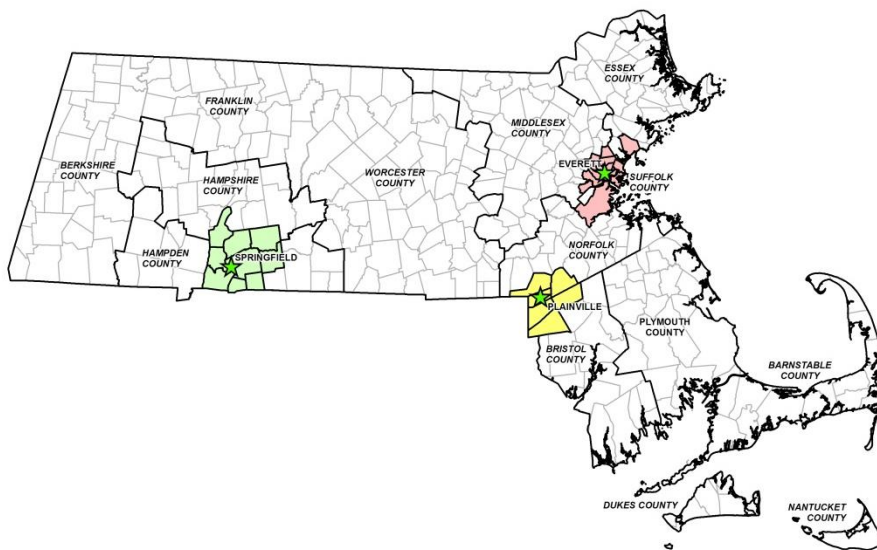 ESSEX
COUNTY
FRANKLIN
COUNTY
MIDDLESEX
COUNTY
EVERETT
BERKSHIRE
COUNTY
HAMPSHIRE
COUNTY
WORCESTER
COUNTY
SUFFOLK
COUNTY
HAMPDEN
COUNTY
SPRINGFIELD
NORFOLK
COUNTY
PLAINVILLE
PLYMOUTH
COUNTY
BRISTOL
COUNTY
BARNSTABLE
COUNTY
DUKES COUNTY
NANTUCKET
COUNTY